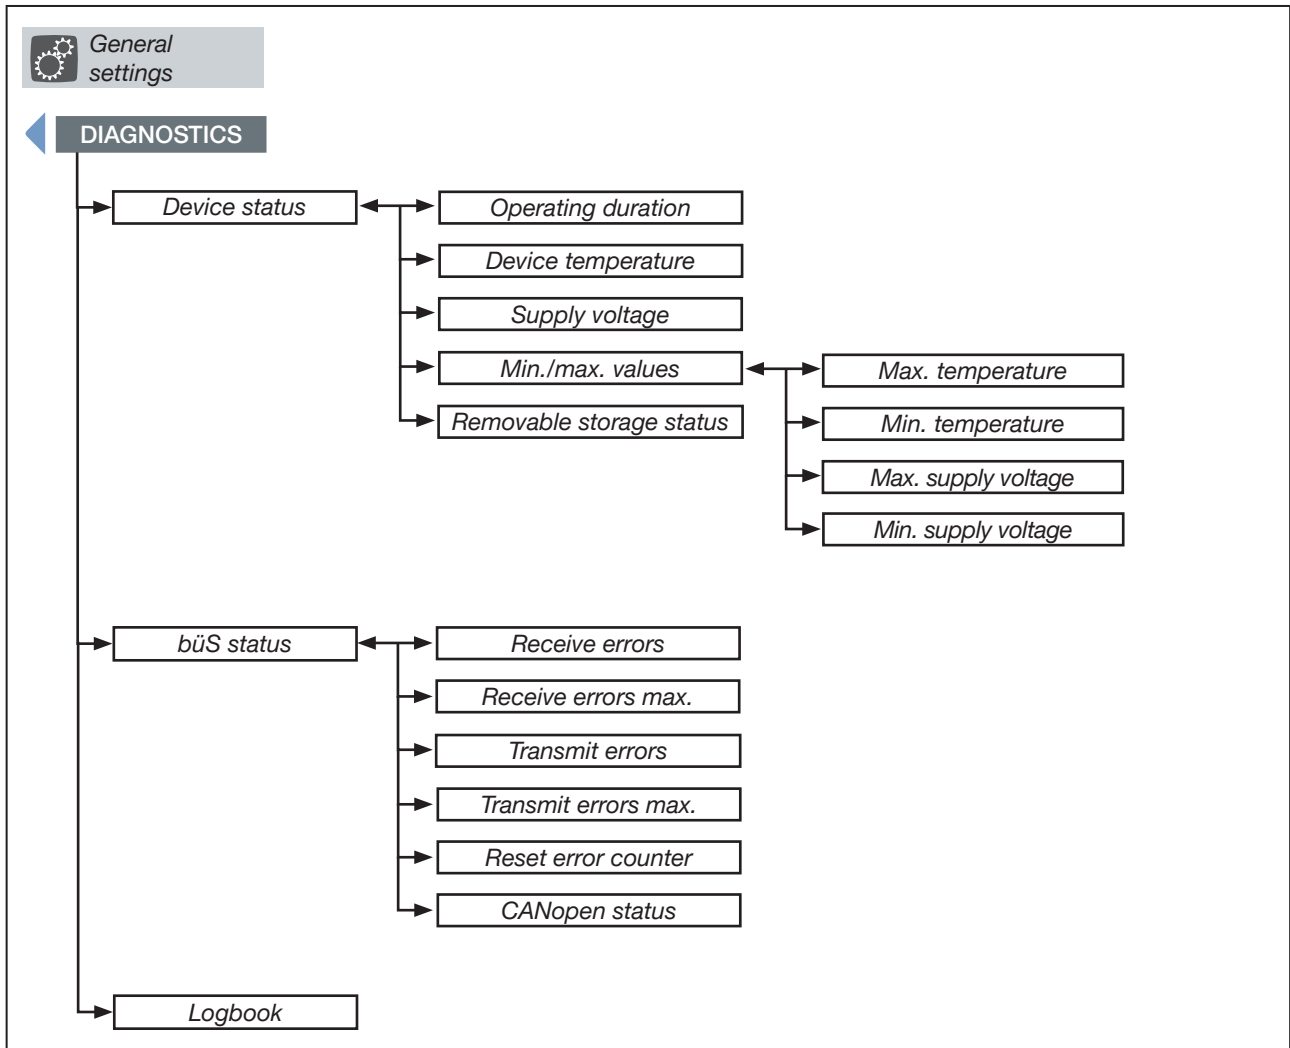 General
settings
DIAGNOSTICS
Device status
Operating duration
Device temperature
Supply voltage
Min./max. values
Max. temperature
Min. temperature
Max. supply voltage
Min. supply voltage
Removable storage status
büS status
Receive errors
Receive errors max.
Transmit errors
Transmit errors max.
Reset error counter
CANopen status
Logbook